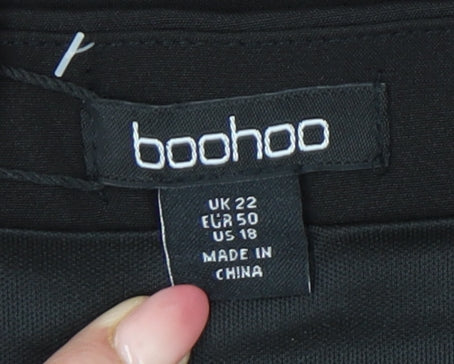 boohoo
UK 22
EUR 50
US 18
MADE IN
CHINA